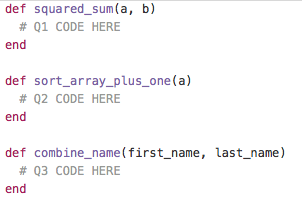 def squared_sum(a, b)
  # Q1 CODE HERE
end

def sort_array_plus_one(a)
  # Q2 CODE HERE
end

def combine_name(first_name, last_name)
  # Q3 CODE HERE
end